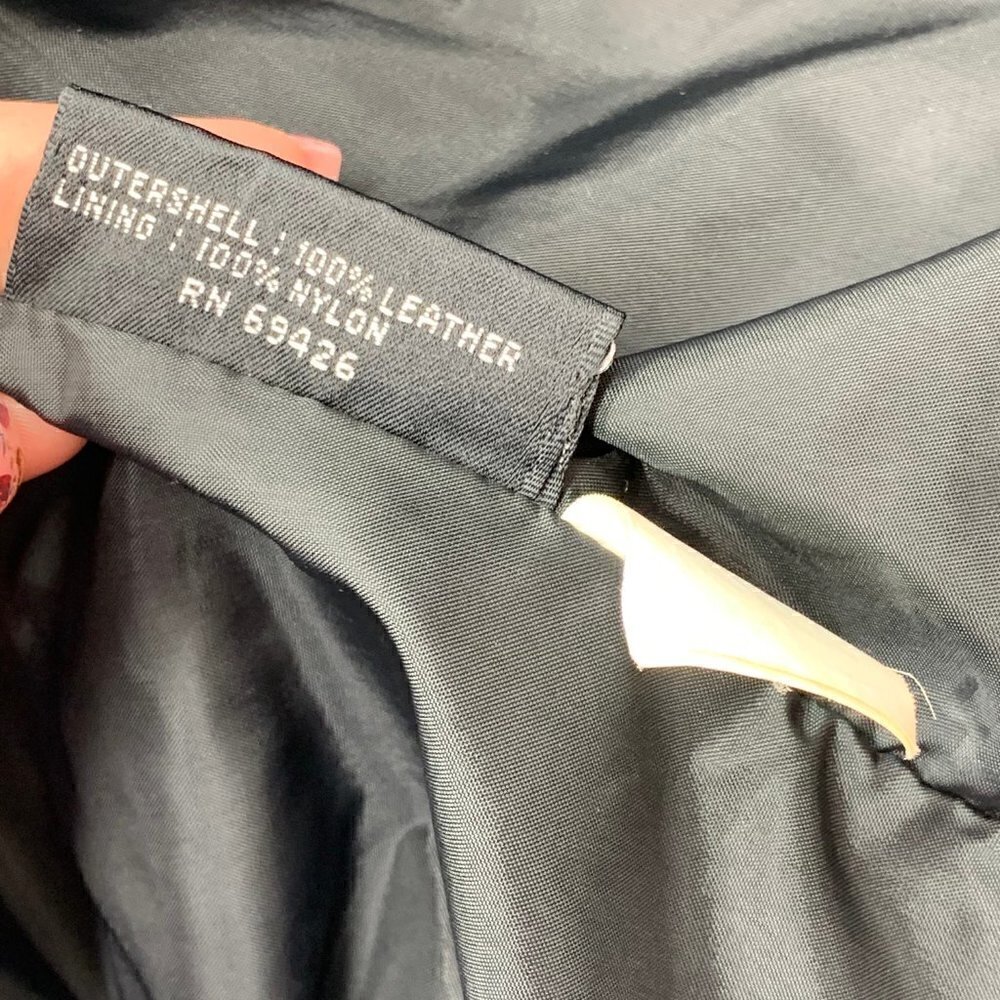 OUTERSHELL : 100% LEATHER
LINING : 100% NYLON
RN 69426